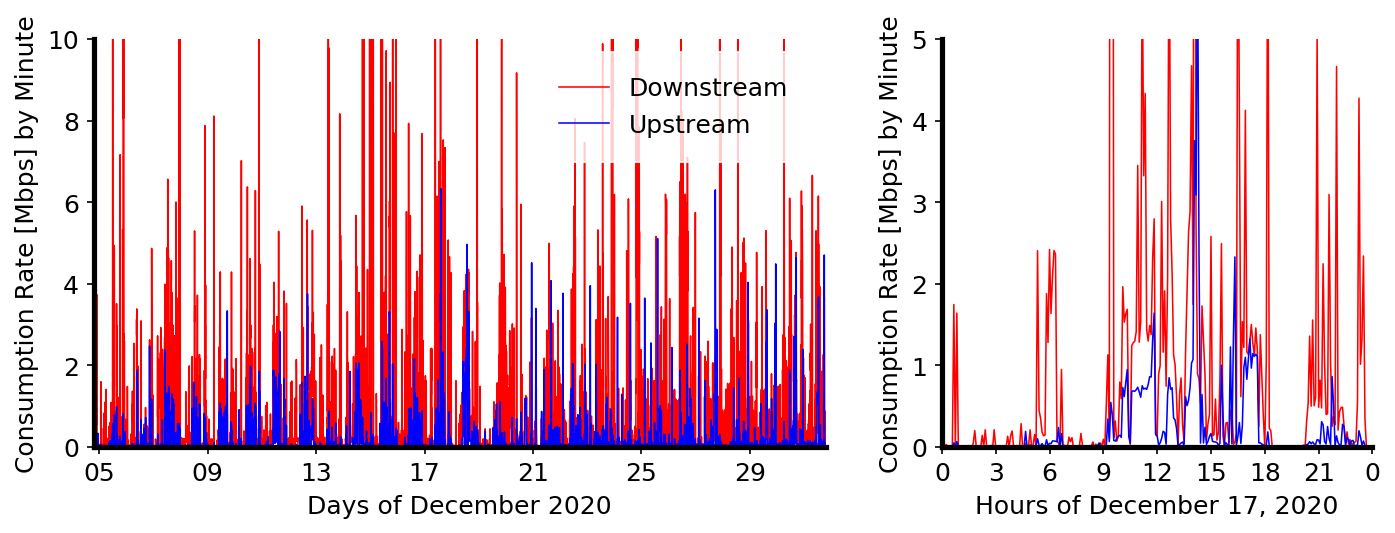 Consumption Rate [Mbps] by Minute
10
8
6
4
2
0
Downstream
Upstream
05 09 13 17 21 25 29
Days of December 2020
Consumption Rate [Mbps] by Minute
5
4
3
2
1
0
0 3 6 9 12 15 18 21 0
Hours of December 17, 2020